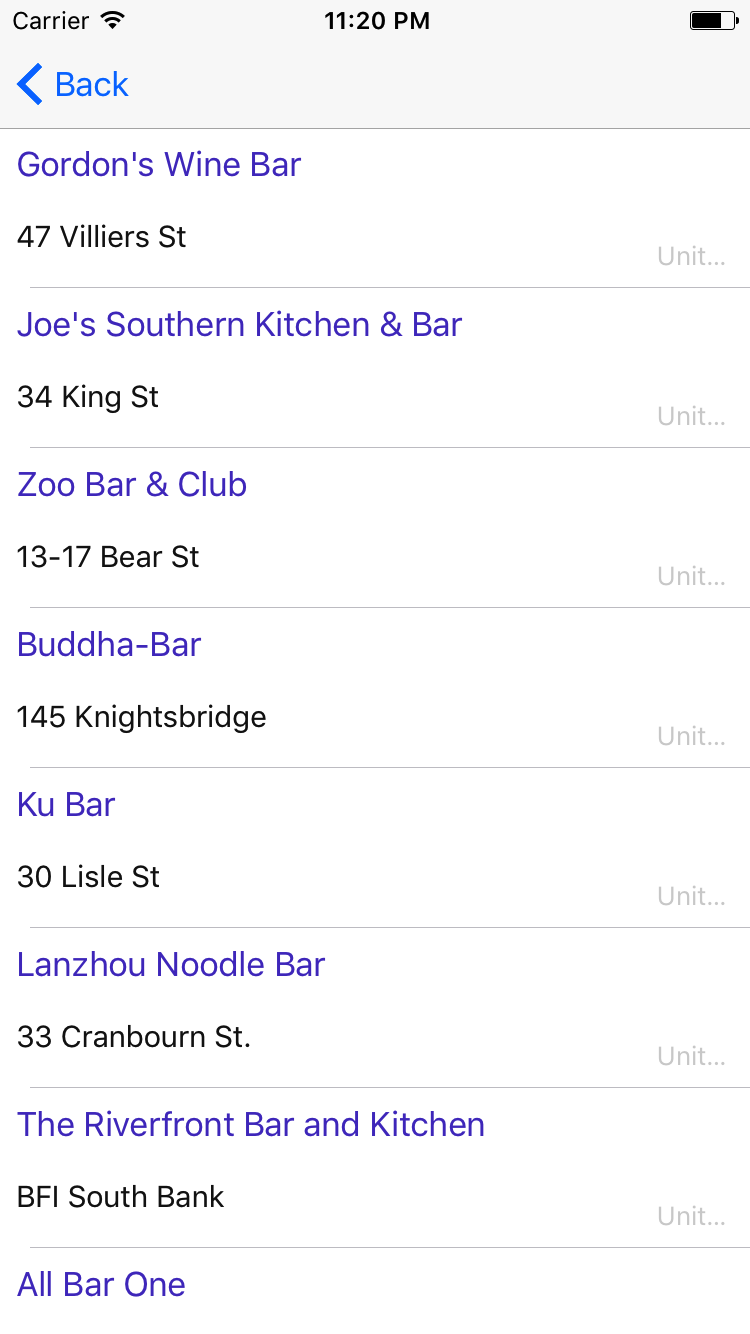 Carrier 11:20 PM
Back
Gordon's Wine Bar
47 Villiers St
Unit...
Joe's Southern Kitchen & Bar
34 King St
Unit...
Zoo Bar & Club
13-17 Bear St
Unit...
Buddha-Bar
145 Knightsbridge
Unit...
Ku Bar
30 Lisle St
Unit...
Lanzhou Noodle Bar
33 Cranbourn St.
Unit...
The Riverfront Bar and Kitchen
BFI South Bank
Unit...
All Bar One